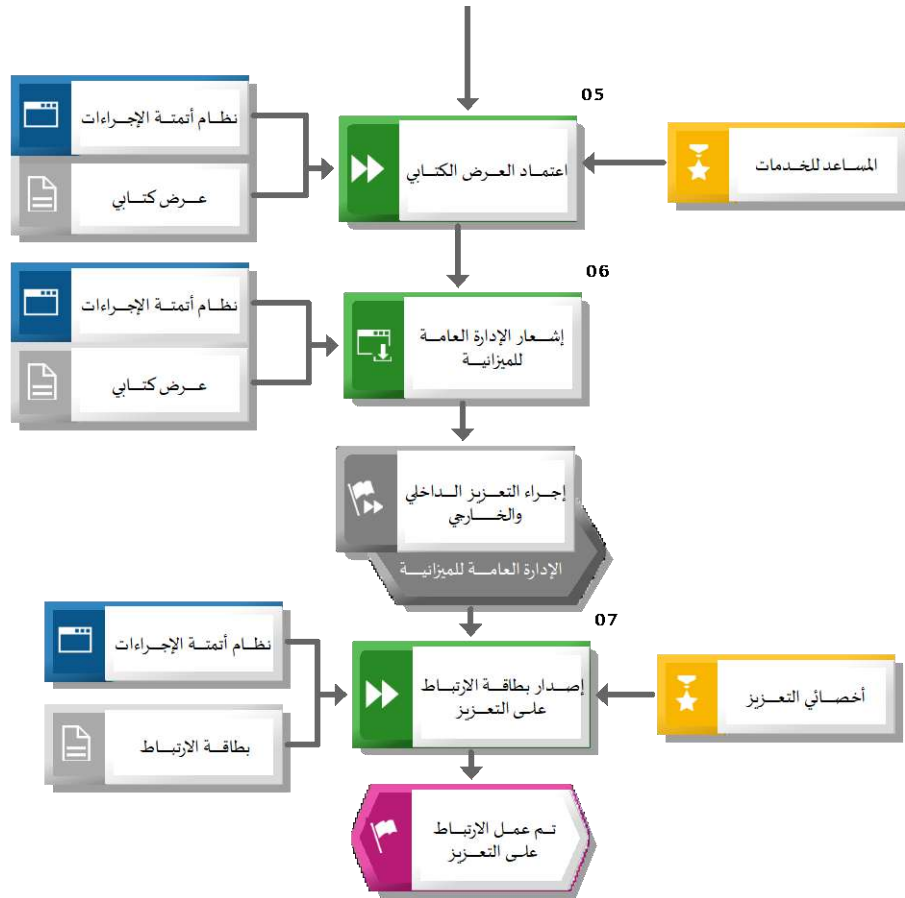 05
نظام أتمتة الإجراءات
اعتماد العرض الكتابي
المساعد للخدمات
عرض كتابي
06
نظام أتمتة الإجراءات
إشعار الإدارة العامة
للميزانية
عرض كتابي
إجراء التعزيز الداخلي
والخارجي
الإدارة العامة للميزانية
07
نظام أتمتة الإجراءات
إصدار بطاقة الارتباط
على التعزيز
أخصائي التعزيز
بطاقة الارتباط
تم عمل الارتباط
على التعزيز